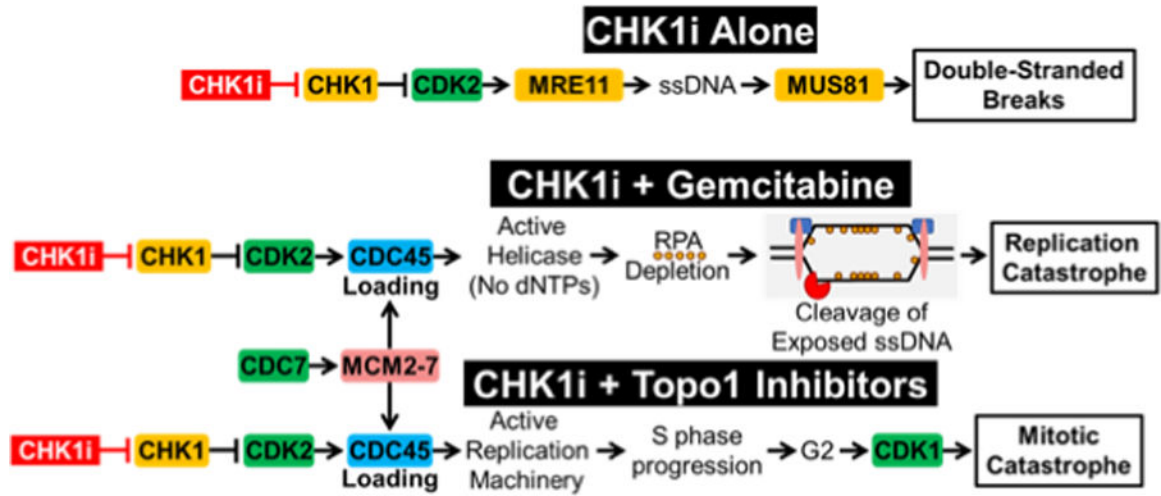 CHK1i Alone
CHK1i CHK1 CDK2 MRE11 ssDNA MUS81 Double-Stranded
Breaks
CHK1i + Gemcitabine
CHK1i CHK1 CDK2 CDC45
Loading
Active
Helicase
(No dNTPs)
RPA
Depletion
Cleavage of
Exposed ssDNA
Replication
Catastrophe
CDC7 MCM2-7
CHK1i + Topo1 Inhibitors
CHK1i CHK1 CDK2 CDC45
Loading
Active
Replication
Machinery
S phase
progression
G2 CDK1
Mitotic
Catastrophe